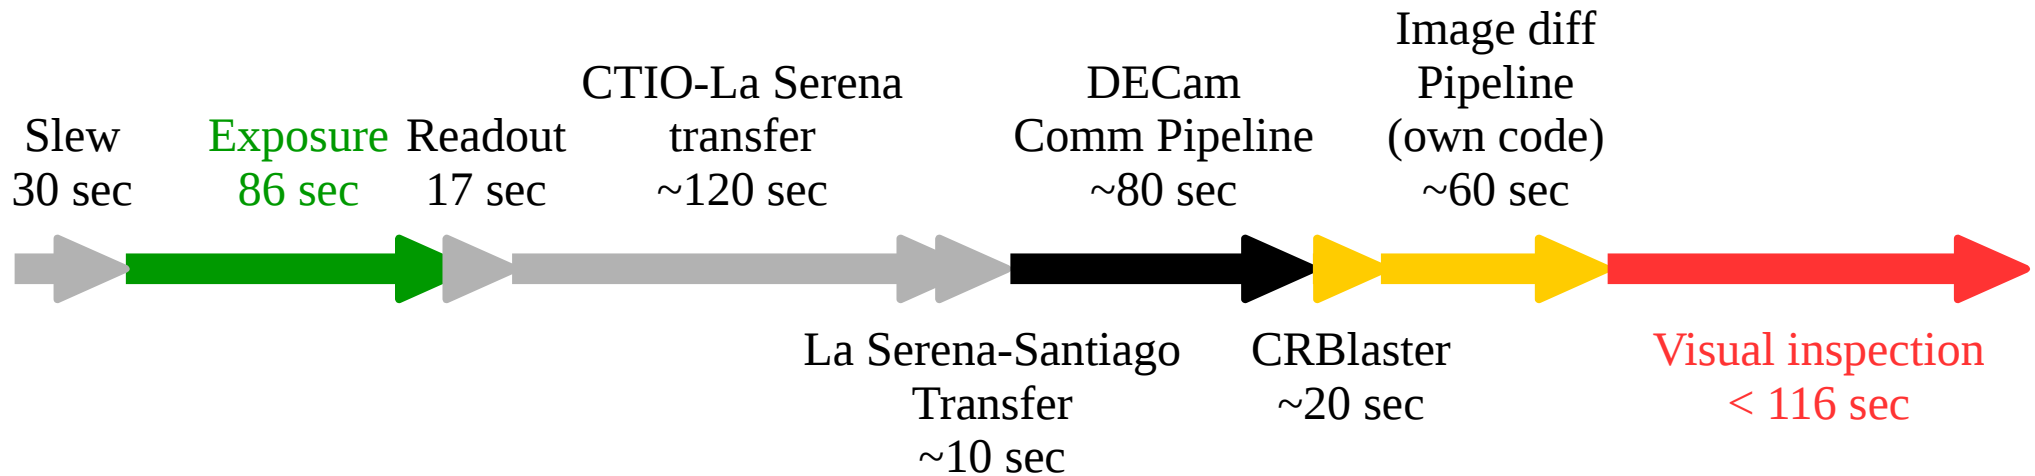 Slew
30 sec
Exposure
86 sec
Readout
17 sec
CTIO-La Serena
transfer
~120 sec
La Serena-Santiago
Transfer
~10 sec
DECam
Comm Pipeline
~80 sec
CRBlaster
~20 sec
Image diff
Pipeline
(own code)
~60 sec
Visual inspection
< 116 sec